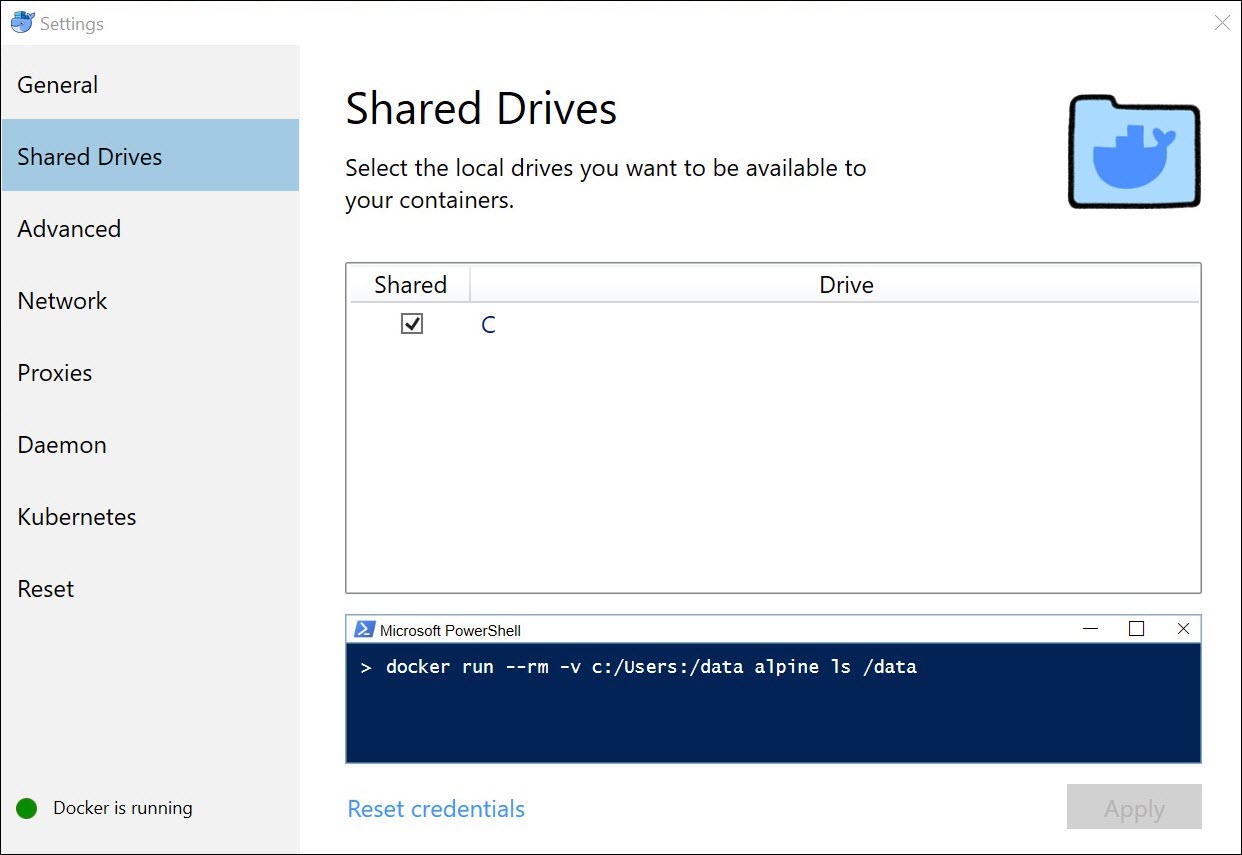 Settings
General
Shared Drives
Advanced
Network
Proxies
Daemon
Kubernetes
Reset
Docker is running
Shared Drives
Select the local drives you want to be available to
your containers.
Shared Drive
C
Microsoft PowerShell
> docker run --rm -v c:/Users:/data alpine ls /data
Reset credentials
Apply